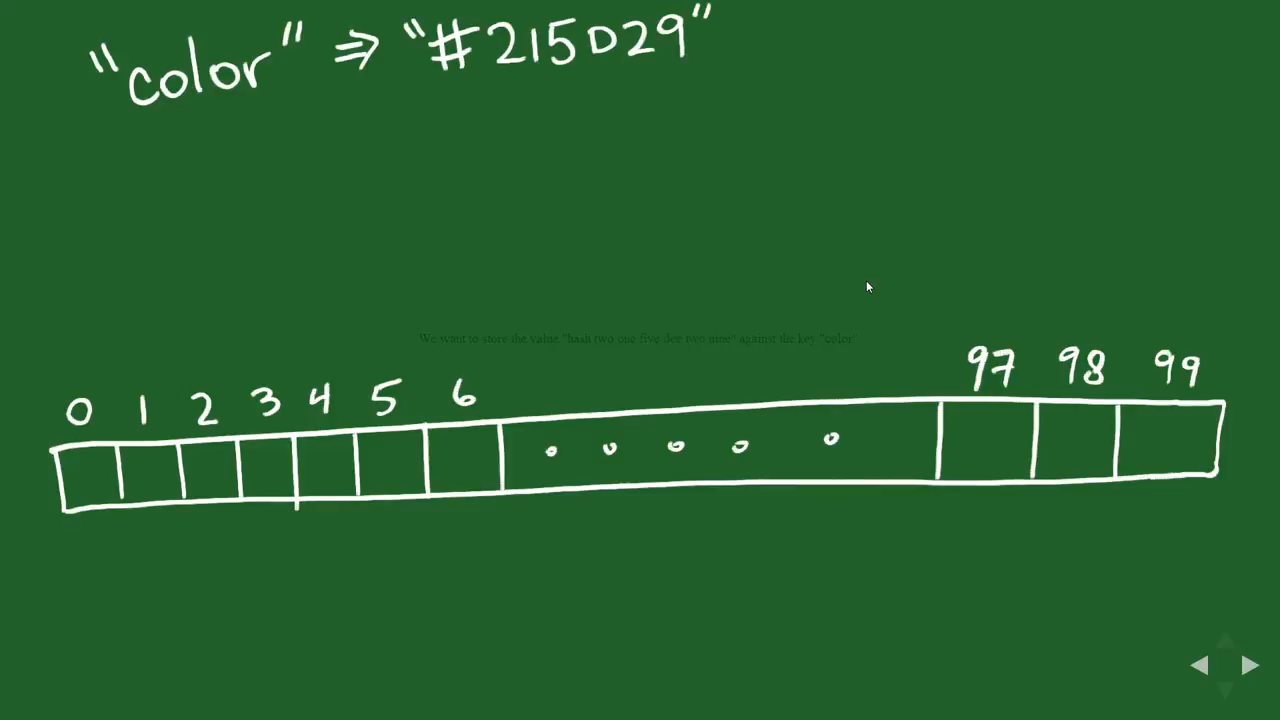 "color" ⇒ "#215D29"
We want to store the value "hash two one five dee two nine" against the key "color"
0 1 2 3 4 5 6 97 98 99